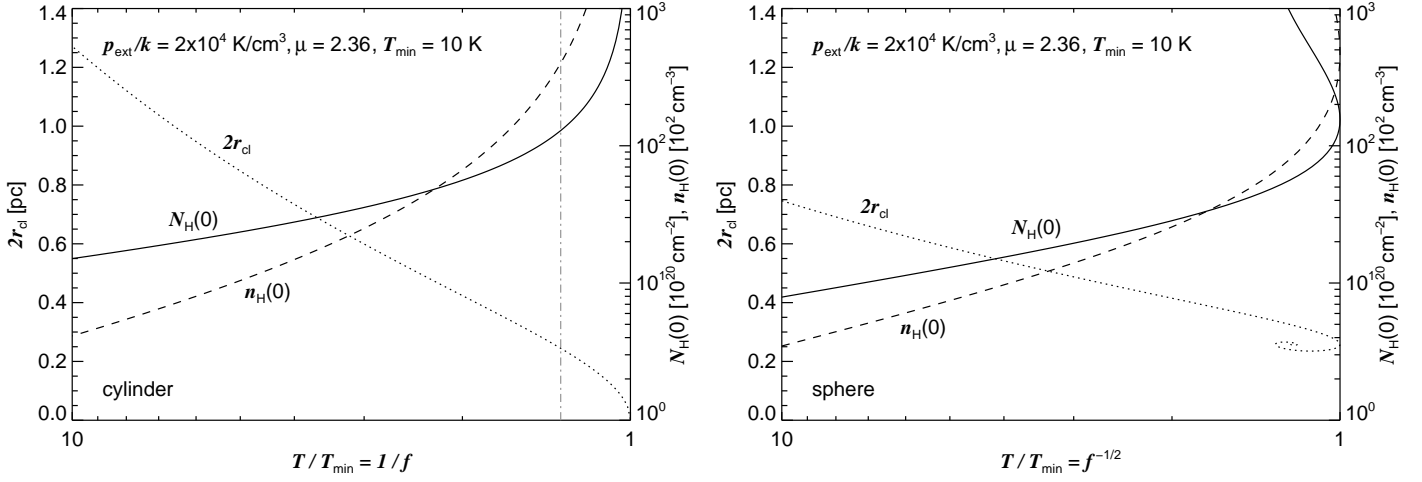 p_ext/k = 2x10^4 K/cm^3, μ = 2.36, T_min = 10 K
2r_cl
N_H(0)
n_H(0)
cylinder
1.4
1.2
1.0
0.8
0.6
0.4
0.2
0.0
2r_cl [pc]
10^3
10^2
10^1
10^0
N_H(0) [10^20 cm^-2], n_H(0) [10^2 cm^-3]
10
1
T / T_min = 1 / f
p_ext/k = 2x10^4 K/cm^3, μ = 2.36, T_min = 10 K
2r_cl
N_H(0)
n_H(0)
sphere
1.4
1.2
1.0
0.8
0.6
0.4
0.2
0.0
2r_cl [pc]
10^3
10^2
10^1
10^0
N_H(0) [10^20 cm^-2], n_H(0) [10^2 cm^-3]
10
1
T / T_min = f^-1/2